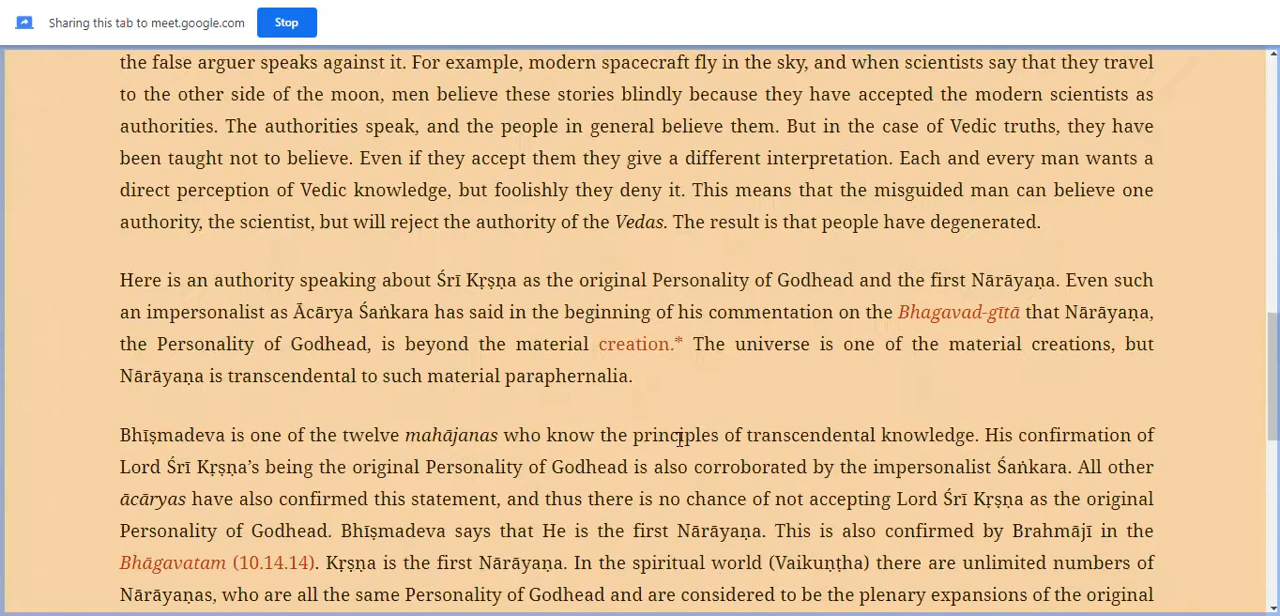 Sharing this tab to meet.google.com
Stop
the false arguer speaks against it. For example, modern spacecraft fly in the sky, and when scientists say that they travel
to the other side of the moon, men believe these stories blindly because they have accepted the modern scientists as
authorities. The authorities speak, and the people in general believe them. But in the case of Vedic truths, they have
been taught not to believe. Even if they accept them they give a different interpretation. Each and every man wants a
direct perception of Vedic knowledge, but foolishly they deny it. This means that the misguided man can believe one
authority, the scientist, but will reject the authority of the Vedas. The result is that people have degenerated.
Here is an authority speaking about Śrī Kṛṣṇa as the original Personality of Godhead and the first Nārāyaṇa. Even such
an impersonalist as Ācārya Śaṅkara has said in the beginning of his commentation on the Bhagavad-gītā that Nārāyaṇa,
the Personality of Godhead, is beyond the material creation.* The universe is one of the material creations, but
Nārāyaṇa is transcendental to such material paraphernalia.
Bhīṣmadeva is one of the twelve mahājanas who know the principles of transcendental knowledge. His confirmation of
Lord Śrī Kṛṣṇa’s being the original Personality of Godhead is also corroborated by the impersonalist Śaṅkara. All other
ācāryas have also confirmed this statement, and thus there is no chance of not accepting Lord Śrī Kṛṣṇa as the original
Personality of Godhead. Bhīṣmadeva says that He is the first Nārāyaṇa. This is also confirmed by Brahmājī in the
Bhāgavatam (10.14.14). Kṛṣṇa is the first Nārāyaṇa. In the spiritual world (Vaikuṇṭha) there are unlimited numbers of
Nārāyaṇas, who are all the same Personality of Godhead and are considered to be the plenary expansions of the original